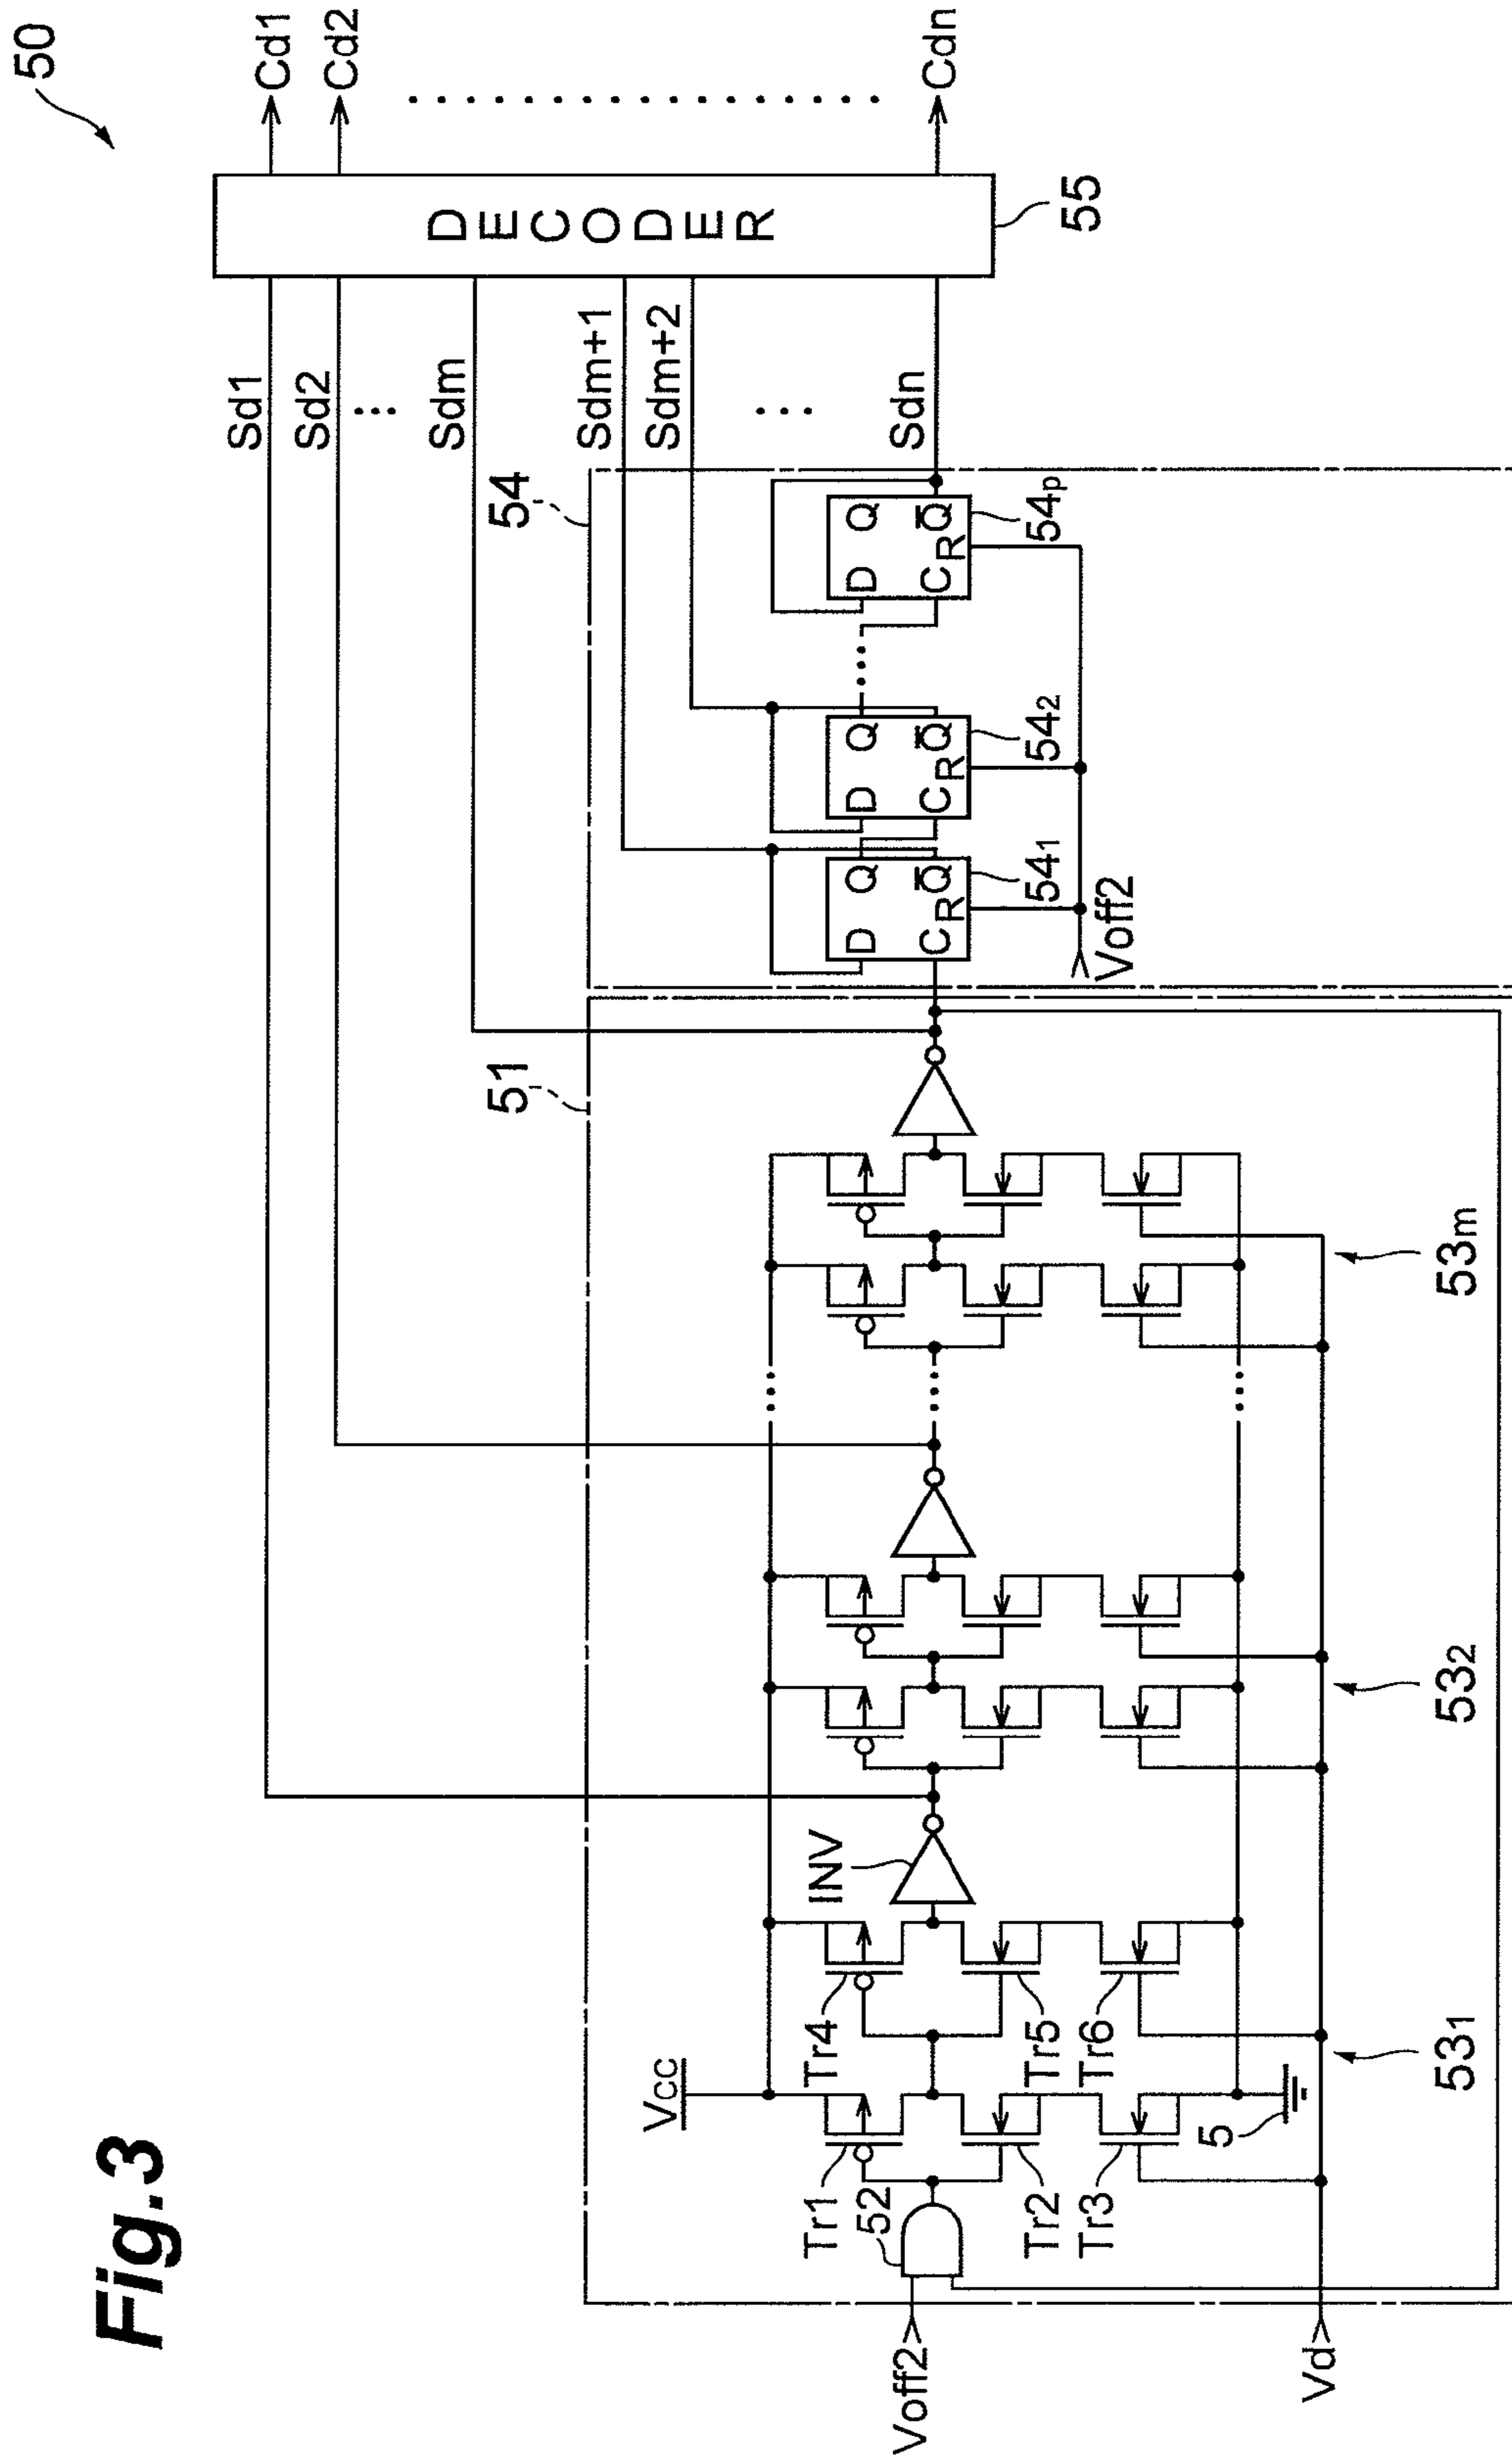 Fig.3
50
Cd1
Cd2
Cdn
DECODER
55
Sd1
Sd2
Sdm
Sdm+1
Sdm+2
Sdn
51
54
Vcc
Tr1
Tr4
INV
D Q
C Q̅
R
54₁
D Q
C Q̅
R
54₂
D Q
C Q̅
R
54p
Voff2
52
Tr2
Tr5
Tr3
Tr6
5
Voff2
Vd
53₁
53₂
53m